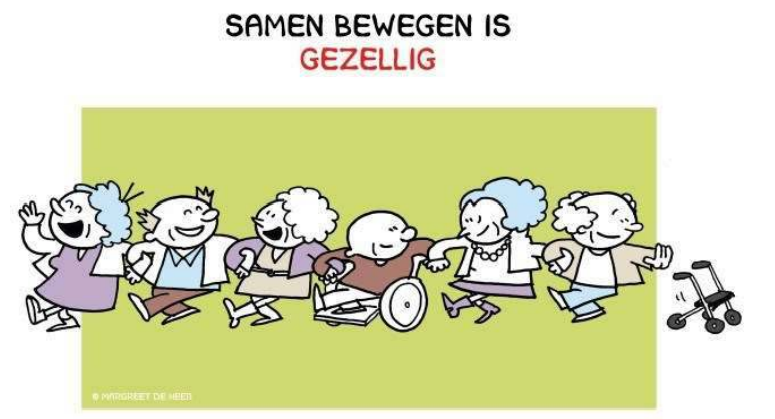 SAMEN BEWEGEN IS
GEZELLIG
© MARGREET DE HEER